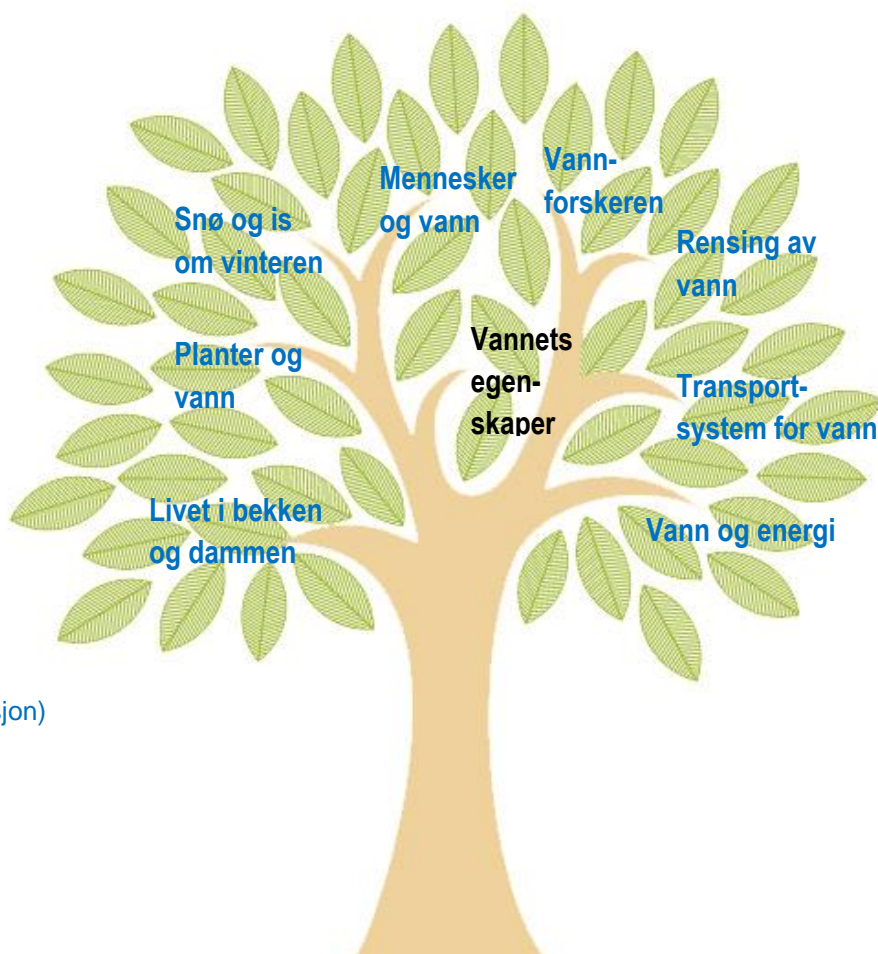 Mennesker
og vann
Vann-
forskeren
Snø og is
om vinteren
Rensing av
vann
Vannets
egen-
skaper
Planter og
vann
Transport-
system for vann
Livet i bekken
og dammen
Vann og energi
sjon)